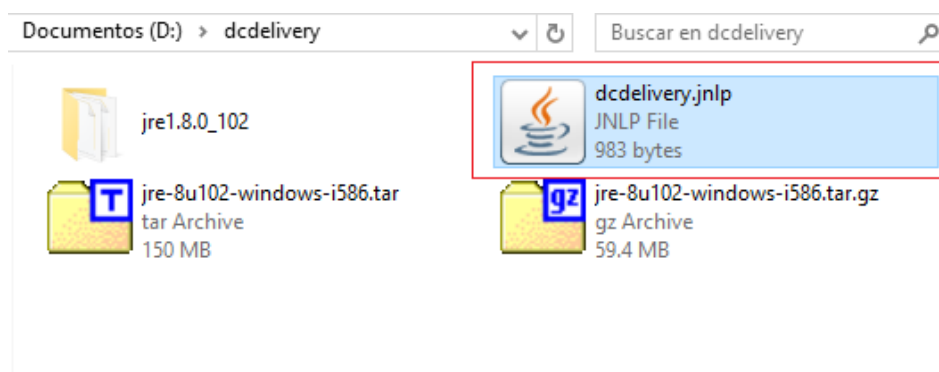 Documentos (D:) > dcdelivery
Buscar en dcdelivery
jre1.8.0_102
dcdelivery.jnlp
JNLP File
983 bytes
T
jre-8u102-windows-i586.tar
tar Archive
150 MB
gz
jre-8u102-windows-i586.tar.gz
gz Archive
59.4 MB